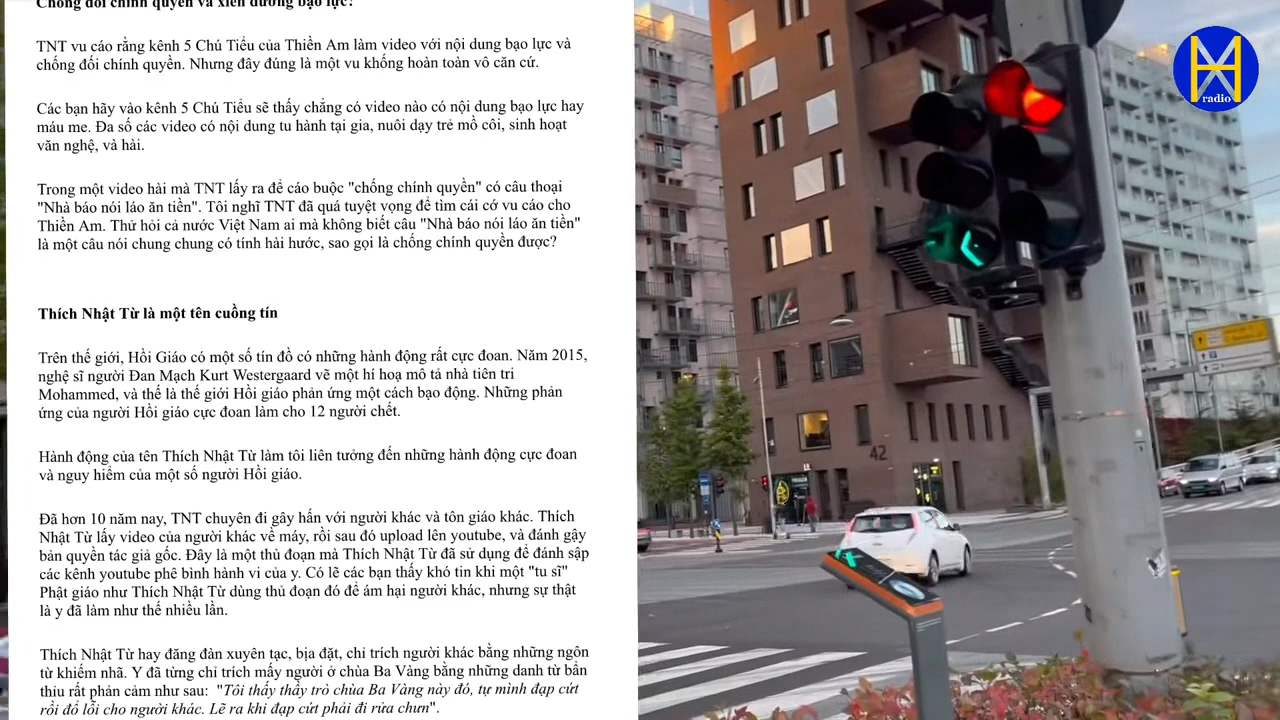 Chống đối chính quyền và xiển dương bạo lực?
TNT vu cáo rằng kênh 5 Chú Tiểu của Thiền Am làm video với nội dung bạo lực và
chống đối chính quyền. Nhưng đây đúng là một vu khống hoàn toàn vô căn cứ.
Các bạn hãy vào kênh 5 Chú Tiểu sẽ thấy chẳng có video nào có nội dung bạo lực hay
máu me. Đa số các video có nội dung tu hành tại gia, nuôi dạy trẻ mồ côi, sinh hoạt
văn nghệ, và hài.
Trong một video hài mà TNT lấy ra để cáo buộc "chống chính quyền" có câu thoại
"Nhà báo nói láo ăn tiền". Tôi nghĩ TNT đã quá tuyệt vọng để tìm cái cớ vu cáo cho
Thiền Am. Thử hỏi cả nước Việt Nam ai mà không biết câu "Nhà báo nói láo ăn tiền"
là một câu nói chung chung có tính hài hước, sao gọi là chống chính quyền được?
Thích Nhật Từ là một tên cuồng tín
Trên thế giới, Hồi Giáo có một số tín đồ có những hành động rất cực đoan. Năm 2015,
nghệ sĩ người Đan Mạch Kurt Westergaard vẽ một hí hoạ mô tả nhà tiên tri
Mohammed, và thế là thế giới Hồi Giáo phản ứng một cách bạo động. Những phản
ứng của người Hồi giáo cực đoan làm cho 12 người chết.
Hành động của tên Thích Nhật Từ làm tôi liên tưởng đến những hành động cực đoan
và nguy hiểm của một số người Hồi giáo.
Đã hơn 10 năm nay, TNT chuyên đi gây hấn với người khác và tôn giáo khác. Thích
Nhật Từ lấy video của người khác về máy, rồi sau đó upload lên youtube, và đánh gậy
bản quyền tác giả gốc. Đây là một thủ đoạn mà Thích Nhật Từ đã sử dụng để đánh sập
các kênh youtube phê bình hành vi của y. Có lẽ các bạn thấy khó tin khi một "tu sĩ"
Phật giáo như Thích Nhật Từ dùng thủ đoạn đó để ám hại người khác, nhưng sự thật
là y đã làm như thế nhiều lần.
Thích Nhật Từ hay đăng đàn xuyên tạc, bịa đặt, chỉ trích người khác bằng những ngôn
từ khiếm nhã. Y đã từng chỉ trích mấy người ở chùa Ba Vàng bằng những danh từ bẩn
thiu rất phản cảm như sau: "Tôi thấy thầy trò chùa Ba Vàng này đó, tự mình đạp cứt
rồi đổ lỗi cho người khác. Lẽ ra khi đạp cứt phải đi rửa chưn".
42
radio